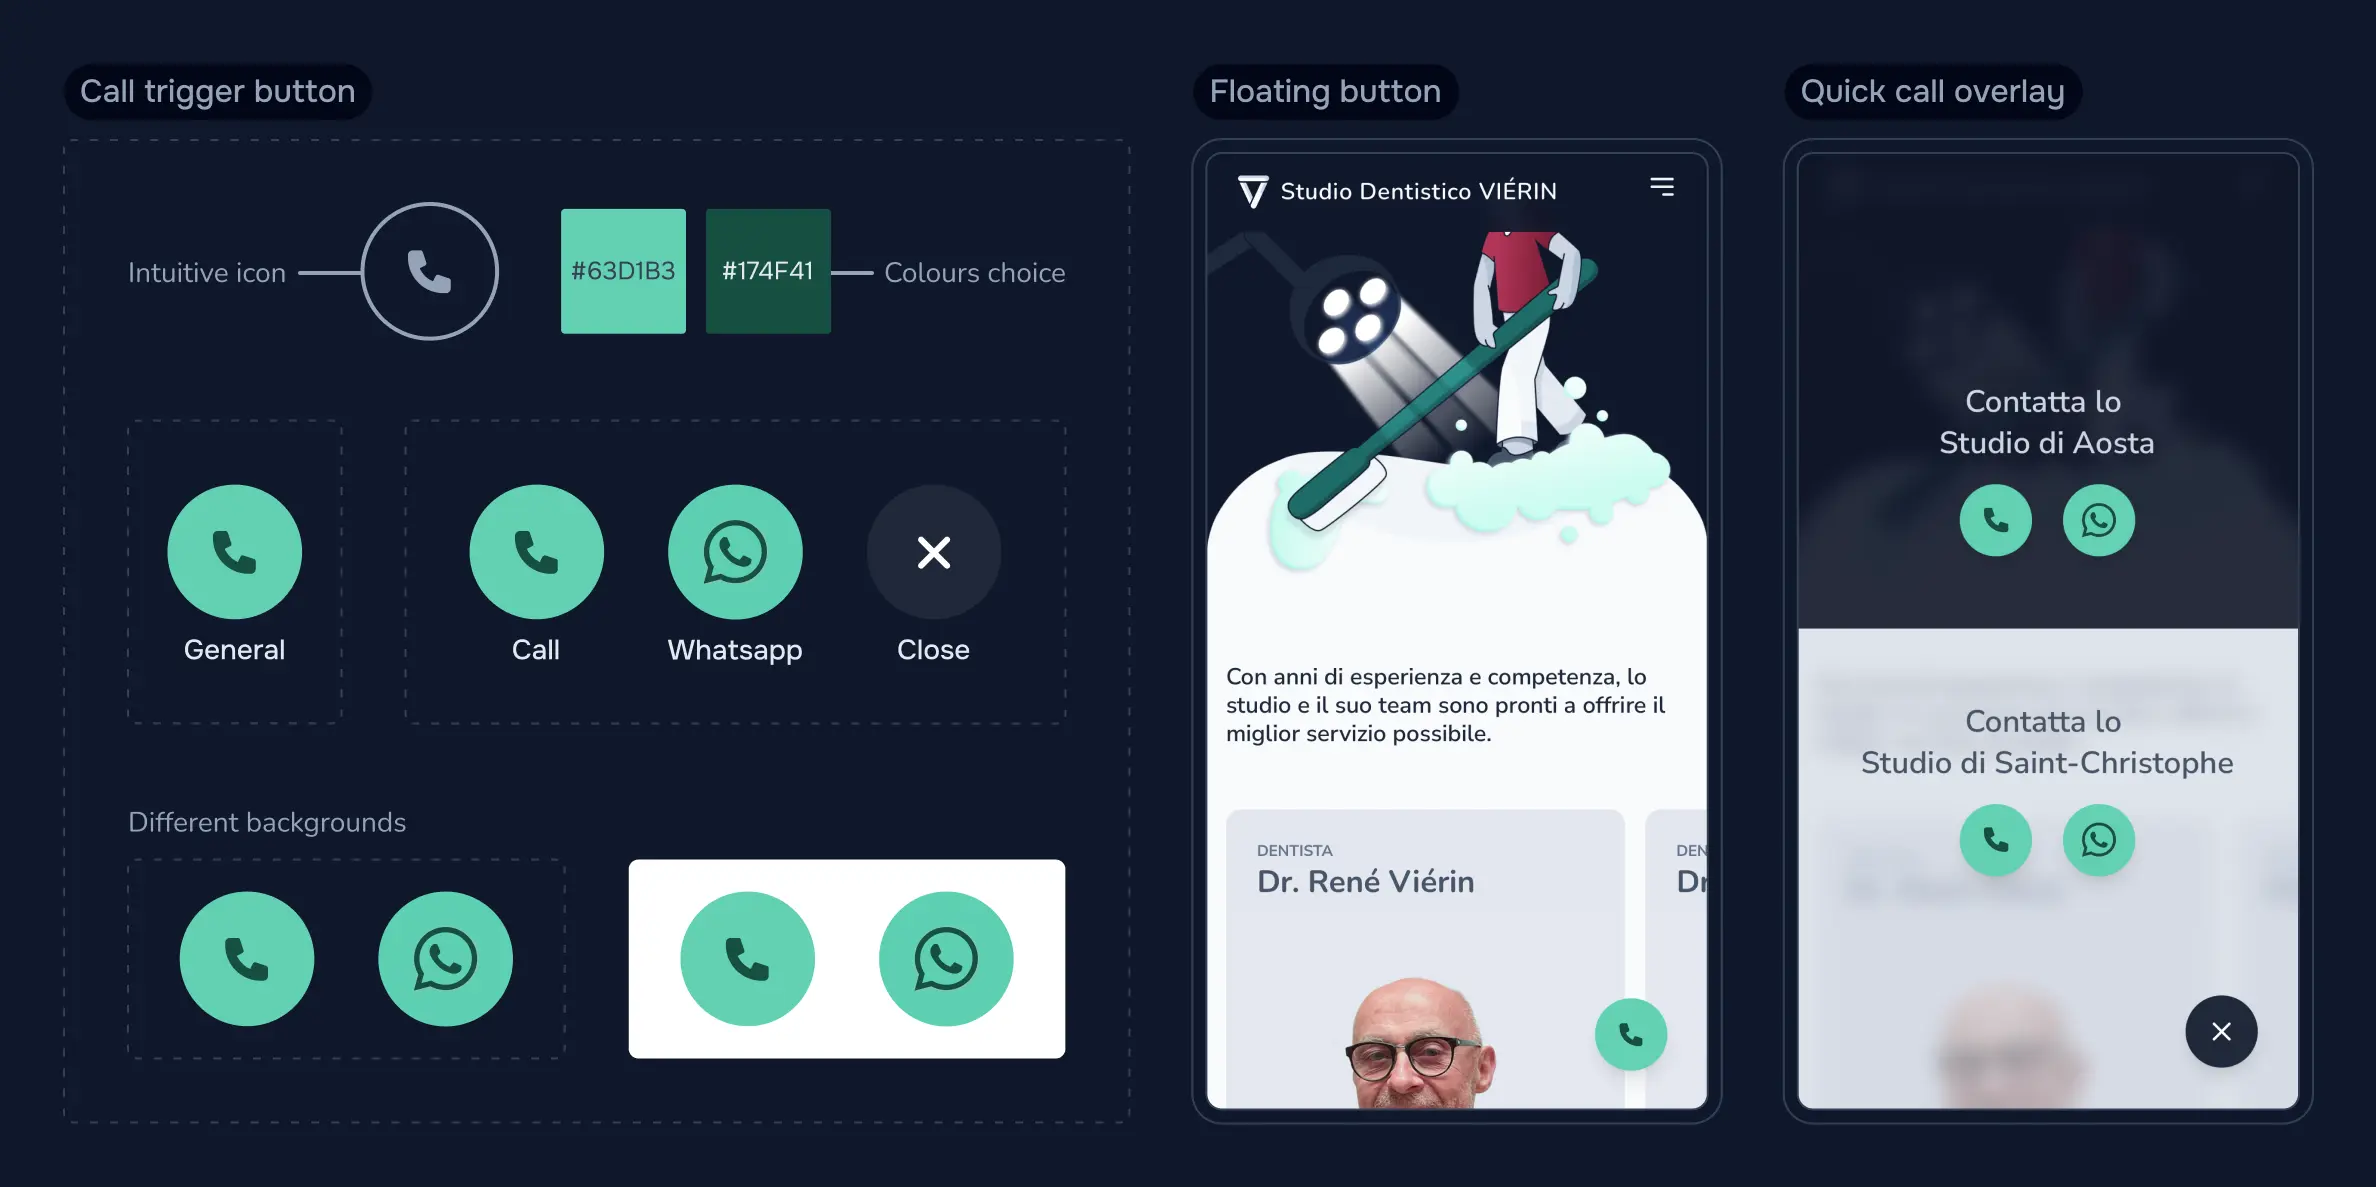 Call trigger button
Intuitive icon
#63D1B3
#174F41
Colours choice
General
Call
Whatsapp
Close
Different backgrounds
Floating button
Studio Dentistico VIÉRIN
Con anni di esperienza e competenza, lo
studio e il suo team sono pronti a offrire il
miglior servizio possibile.
DENTISTA
Dr. René Viérin
DEN
Dr
Quick call overlay
Contatta lo
Studio di Aosta
Contatta lo
Studio di Saint-Christophe